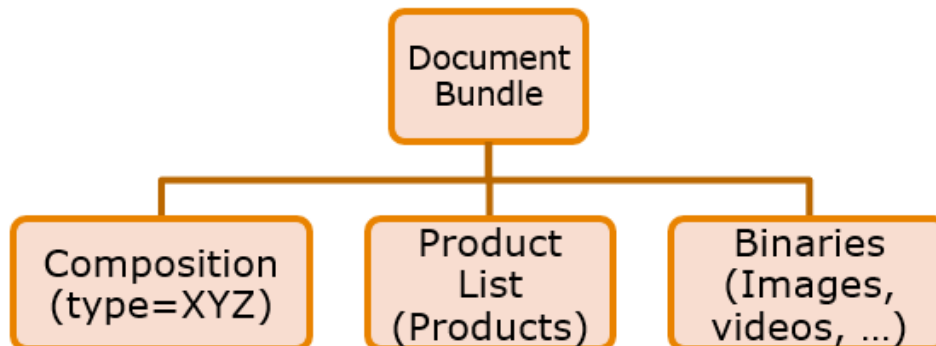 Document
Bundle
Composition
(type=XYZ)
Product
List
(Products)
Binaries
(Images,
videos, ...)